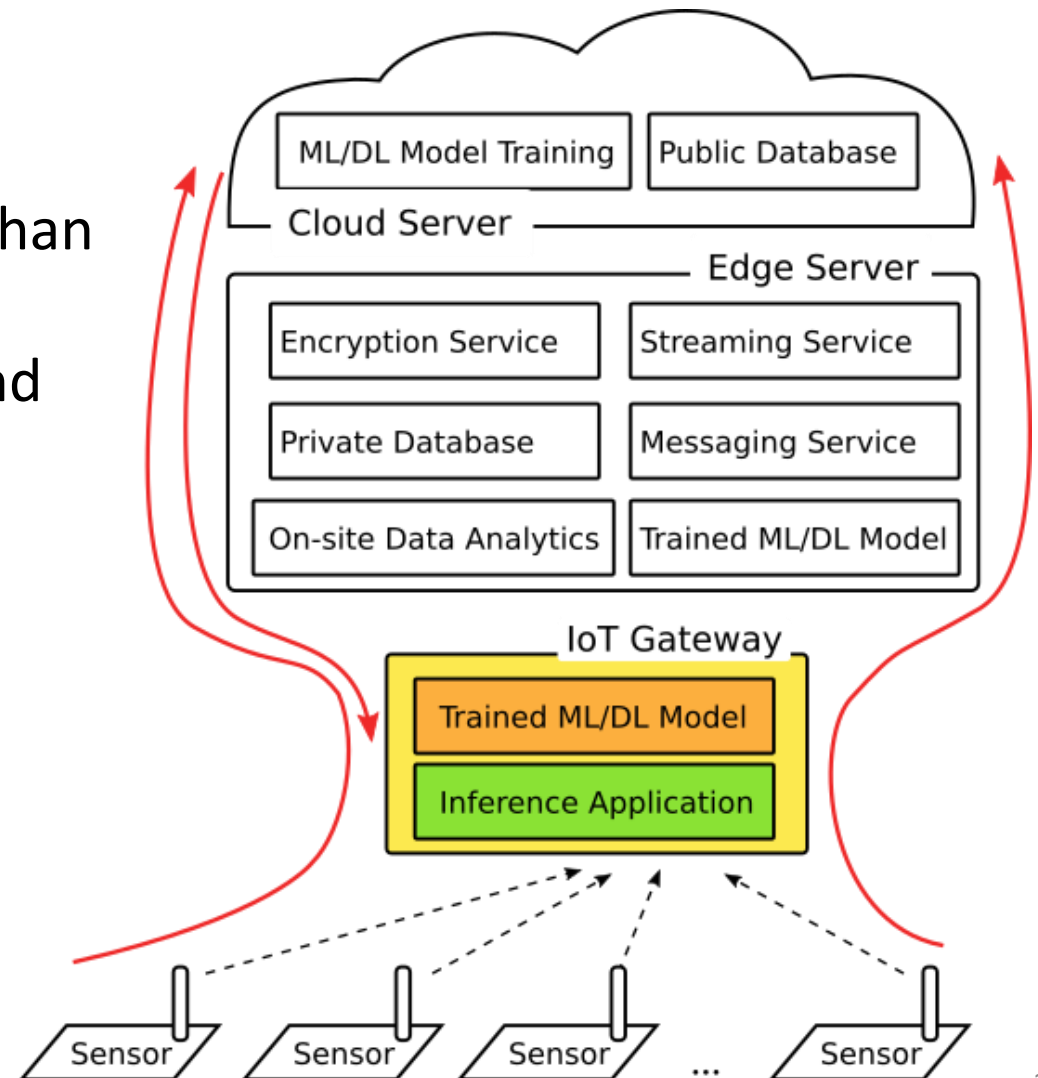 han
nd
ML/DL Model Training
Public Database
Cloud Server
Edge Server
Encryption Service
Streaming Service
Private Database
Messaging Service
On-site Data Analytics
Trained ML/DL Model
IoT Gateway
Trained ML/DL Model
Inference Application
Sensor
Sensor
Sensor
...
Sensor